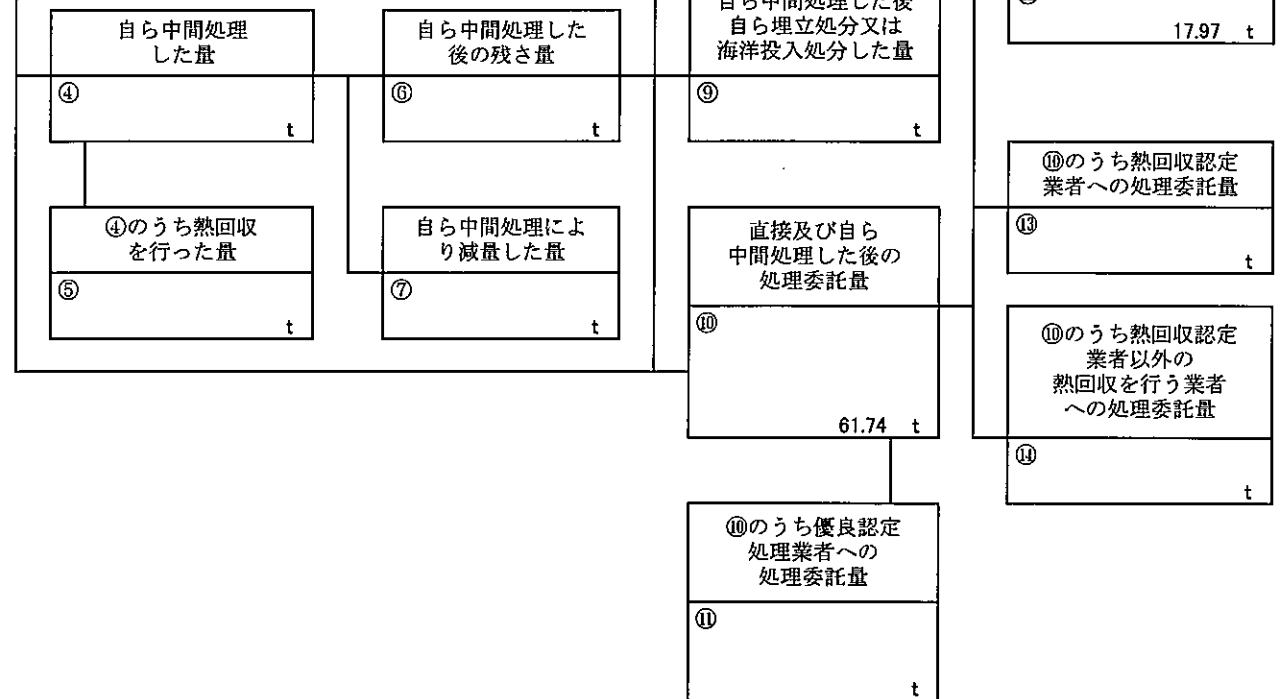 自ら中間処理
した量
④
t
自ら中間処理した
後の残さ量
⑥
t
自ら中間処理した後
自ら埋立処分又は
海洋投入処分した量
⑨
t
17.97 t
④のうち熱回収
を行った量
⑤
t
自ら中間処理によ
り減量した量
⑦
t
直接及び自ら
中間処理した後の
処理委託量
⑩
61.74 t
⑩のうち熱回収認定
業者への処理委託量
⑬
t
⑩のうち熱回収認定
業者以外の
熱回収を行う業者
への処理委託量
⑭
t
⑩のうち優良認定
処理業者への
処理委託量
⑪
t